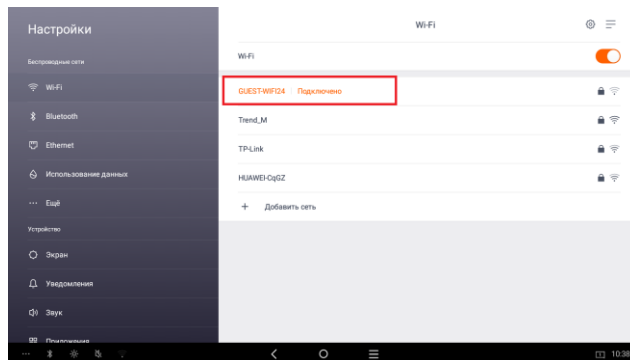 Настройки
Wi-Fi
Беспроводные сети
Wi-Fi
Wi-Fi
GUEST-WIFI24 | Подключено
Bluetooth
Trend_M
Ethernet
TP-Link
Использование данных
HUAWEI-CqGZ
Ещё
+ Добавить сеть
Устройство
Экран
Уведомления
Звук
Приложения
10:38